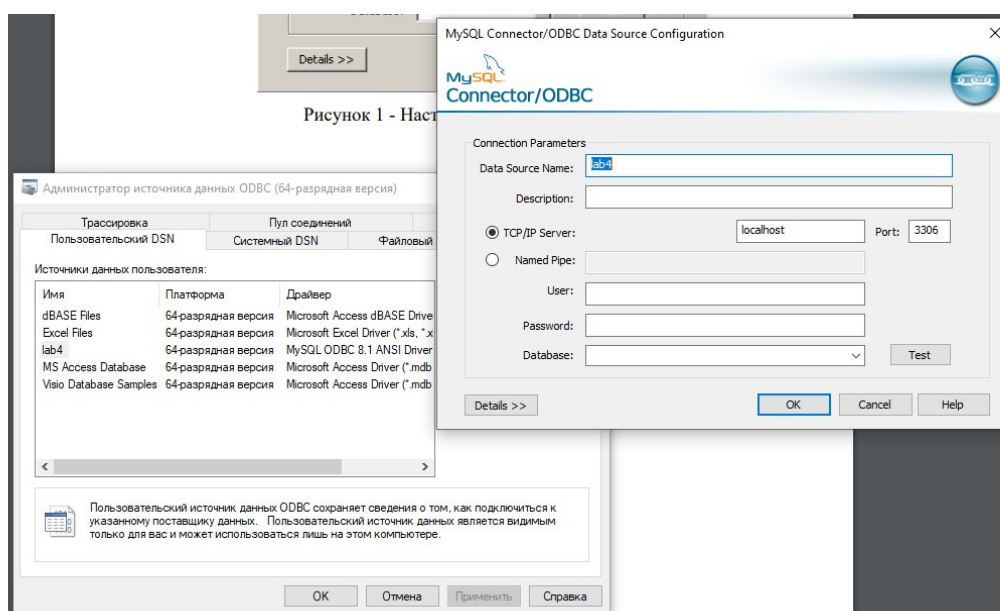 Details >>
Рисунок 1 - Наст
MySQL Connector/ODBC Data Source Configuration
MySQL
Connector/ODBC
Connection Parameters
Data Source Name: lab4
Description:
TCP/IP Server: localhost Port: 3306
Named Pipe:
User:
Password:
Database: Test
Details >> OK Cancel Help
Администратор источника данных ODBC (64-разрядная версия)
Трассировка Пул соединений
Пользовательский DSN Системный DSN Файловый
Источники данных пользователя:
Имя Платформа Драйвер
dBASE Files 64-разрядная версия Microsoft Access dBASE Drive
Excel Files 64-разрядная версия Microsoft Excel Driver (*.xls, *.x
lab4 64-разрядная версия MySQL ODBC 8.1 ANSI Driver
MS Access Database 64-разрядная версия Microsoft Access Driver (*.mdb
Visio Database Samples 64-разрядная версия Microsoft Access Driver (*.mdb
Пользовательский источник данных ODBC сохраняет сведения о том, как подключиться к
указанному поставщику данных. Пользовательский источник данных является видимым
только для вас и может использоваться лишь на этом компьютере.
OK Отмена Применить Справка